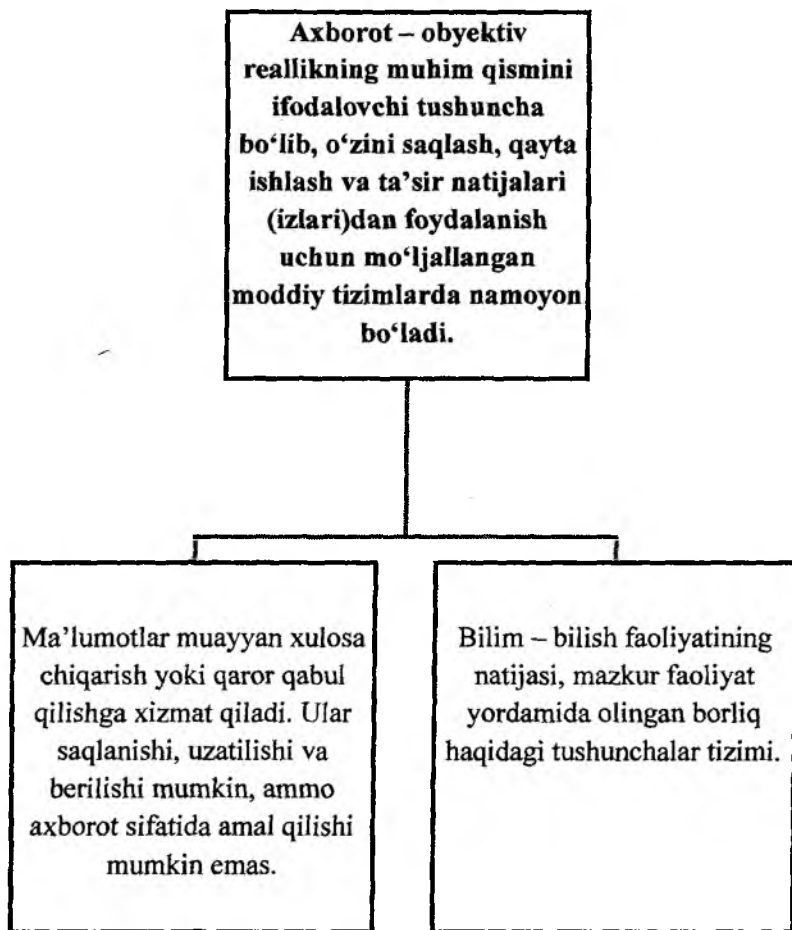 Axborot – obyektiv
reallikning muhim qismini
ifodalovchi tushuncha
bo‘lib, o‘zini saqlash, qayta
ishlash va ta’sir natijalari
(izlari)dan foydalanish
uchun mo‘ljallangan
moddiy tizimlarda namoyon
bo‘ladi.
Ma’lumotlar muayyan xulosa
chiqarish yoki qaror qabul
qilishga xizmat qiladi. Ular
saqlanishi, uzatilishi va
berilishi mumkin, ammo
axborot sifatida amal qilishi
mumkin emas.
Bilim – bilish faoliyatining
natijasi, mazkur faoliyat
yordamida olingan borliq
haqidagi tushunchalar tizimi.